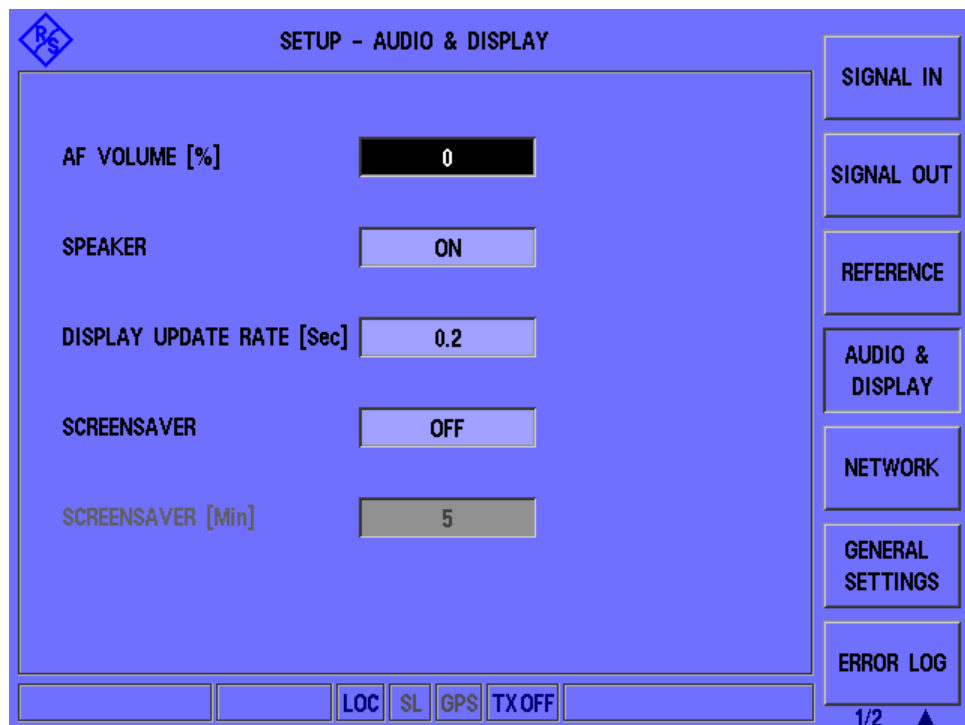 R&S
SETUP - AUDIO & DISPLAY
AF VOLUME [%] 0
SPEAKER ON
DISPLAY UPDATE RATE [Sec] 0.2
SCREENSAVER OFF
SCREENSAVER [Min] 5
LOC SL GPS TX OFF
SIGNAL IN
SIGNAL OUT
REFERENCE
AUDIO &
DISPLAY
NETWORK
GENERAL
SETTINGS
ERROR LOG
1/2